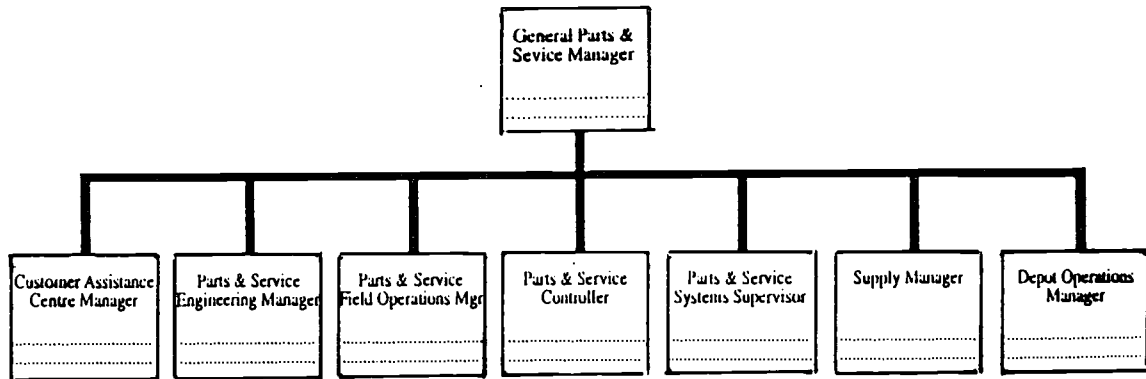 General Parts &
Sevice Manager
Customer Assistance
Centre Manager
Parts & Service
Engineering Manager
Parts & Service
Field Operations Mgr
Parts & Service
Controller
Parts & Service
Systems Supervisor
Supply Manager
Depot Operations
Manager